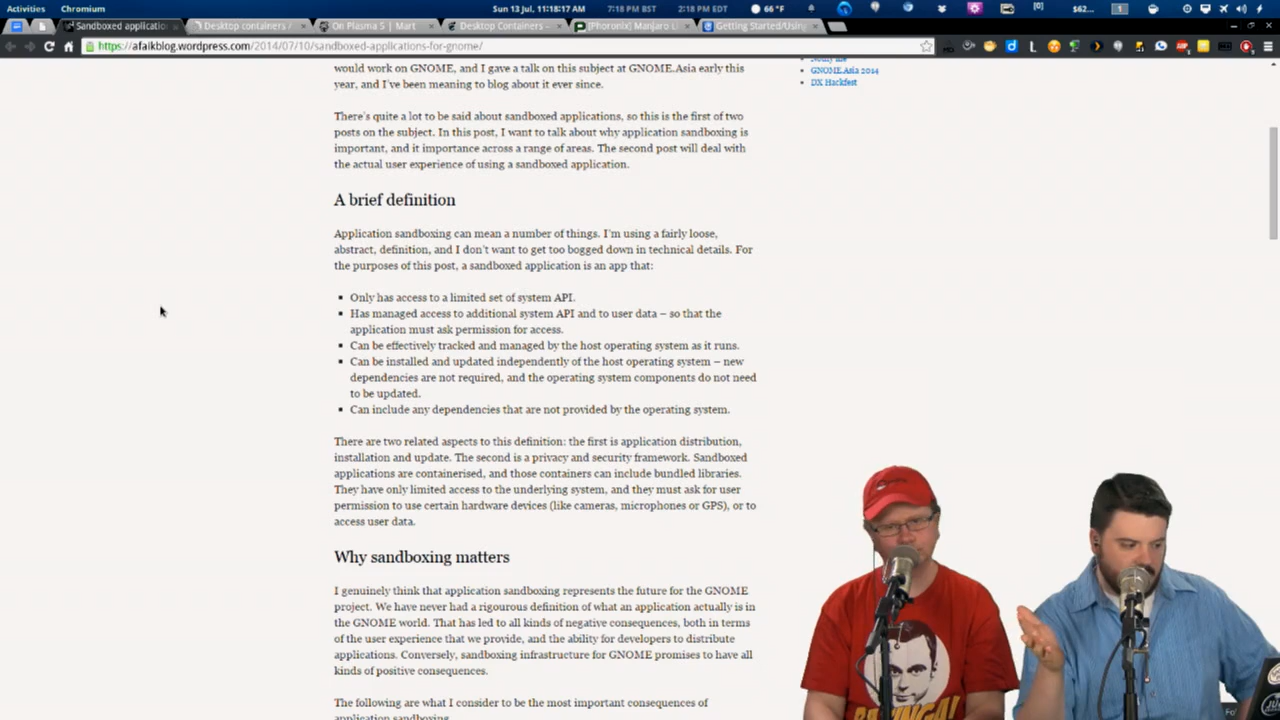 Activities
Chromium
Sun 13 Jul, 11:18:17 AM
7:18 PM BST
2:18 PM EDT
66 °F
$62...
1
Sandboxed applicatio
Desktop containers /
On Plasma 5 | Mart
Desktop Containers -
[Phoronix] Manjaro L
Getting Started/Using
https://afaikblog.wordpress.com/2014/07/10/sandboxed-applications-for-gnome/
would work on GNOME, and I gave a talk on this subject at GNOME.Asia early this
year, and I've been meaning to blog about it ever since.
GNOME.Asia 2014
DX Hackfest
There's quite a lot to be said about sandboxed applications, so this is the first of two
posts on the subject. In this post, I want to talk about why application sandboxing is
important, and it importance across a range of areas. The second post will deal with
the actual user experience of using a sandboxed application.
A brief definition
Application sandboxing can mean a number of things. I'm using a fairly loose,
abstract, definition, and I don't want to get too bogged down in technical details. For
the purposes of this post, a sandboxed application is an app that:
Only has access to a limited set of system API.
Has managed access to additional system API and to user data – so that the
application must ask permission for access.
Can be effectively tracked and managed by the host operating system as it runs.
Can be installed and updated independently of the host operating system – new
dependencies are not required, and the operating system components do not need
to be updated.
Can include any dependencies that are not provided by the operating system.
There are two related aspects to this definition: the first is application distribution,
installation and update. The second is a privacy and security framework. Sandboxed
applications are containerised, and those containers can include bundled libraries.
They have only limited access to the underlying system, and they must ask for user
permission to use certain hardware devices (like cameras, microphones or GPS), or to
access user data.
Why sandboxing matters
I genuinely think that application sandboxing represents the future for the GNOME
project. We have never had a rigourous definition of what an application actually is in
the GNOME world. That has led to all kinds of negative consequences, both in terms
of the user experience that we provide, and the ability for developers to distribute
applications. Conversely, sandboxing infrastructure for GNOME promises to have all
kinds of positive consequences.
The following are what I consider to be the most important consequences of
application sandboxing.
BAZINGA!